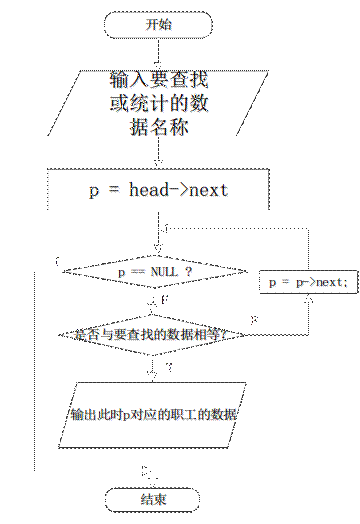 开始
输入要查找
或统计的数
据名称
p = head->next
p == NULL ?
p = p->next;
F
是否与要查找的数据相等?
F
T
输出此时p对应的职工的数据
结束